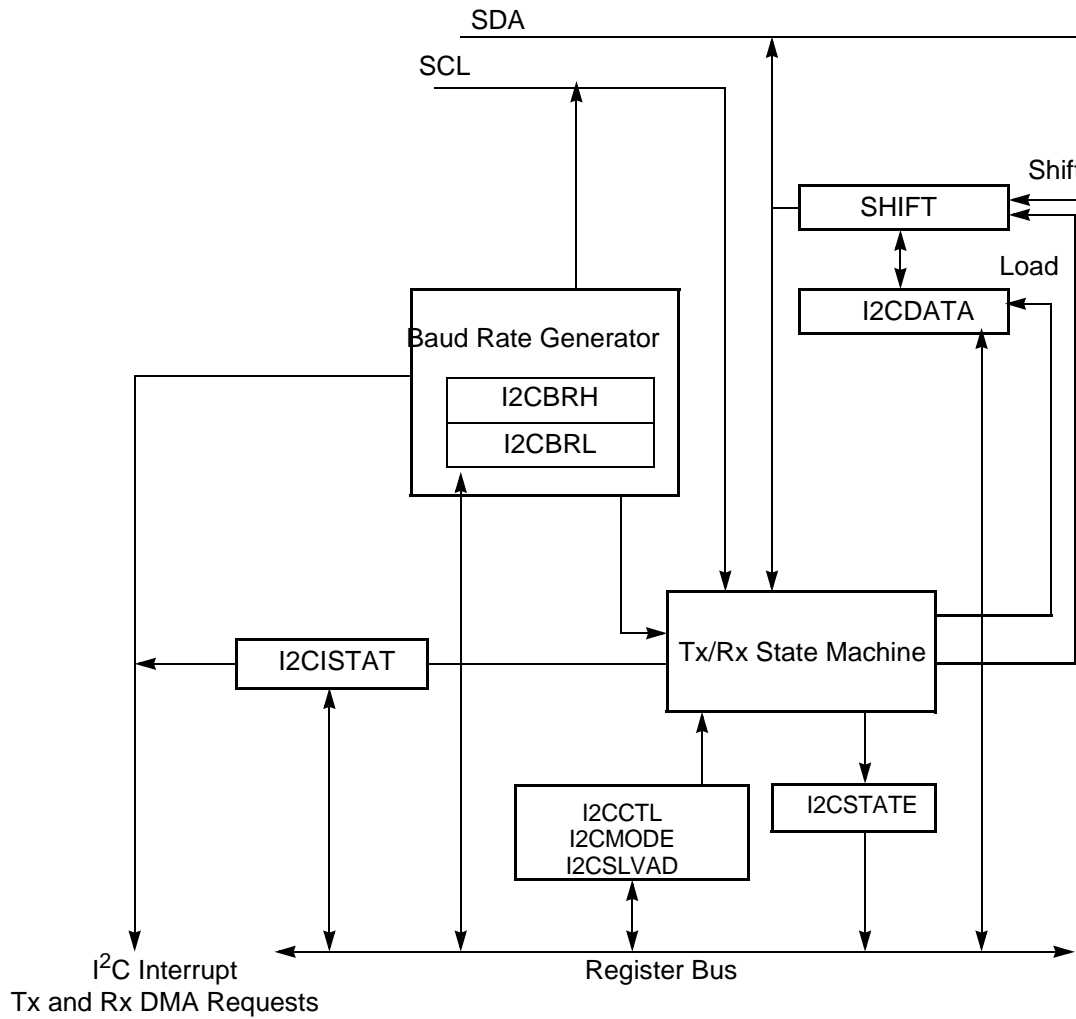 SDA
SCL
Shift
SHIFT
Load
I2CDATA
Baud Rate Generator
I2CBRH
I2CBRL
Tx/Rx State Machine
I2CISTAT
I2CSTATE
I2CCTL
I2CMODE
I2CSLVAD
I²C Interrupt
Tx and Rx DMA Requests
Register Bus